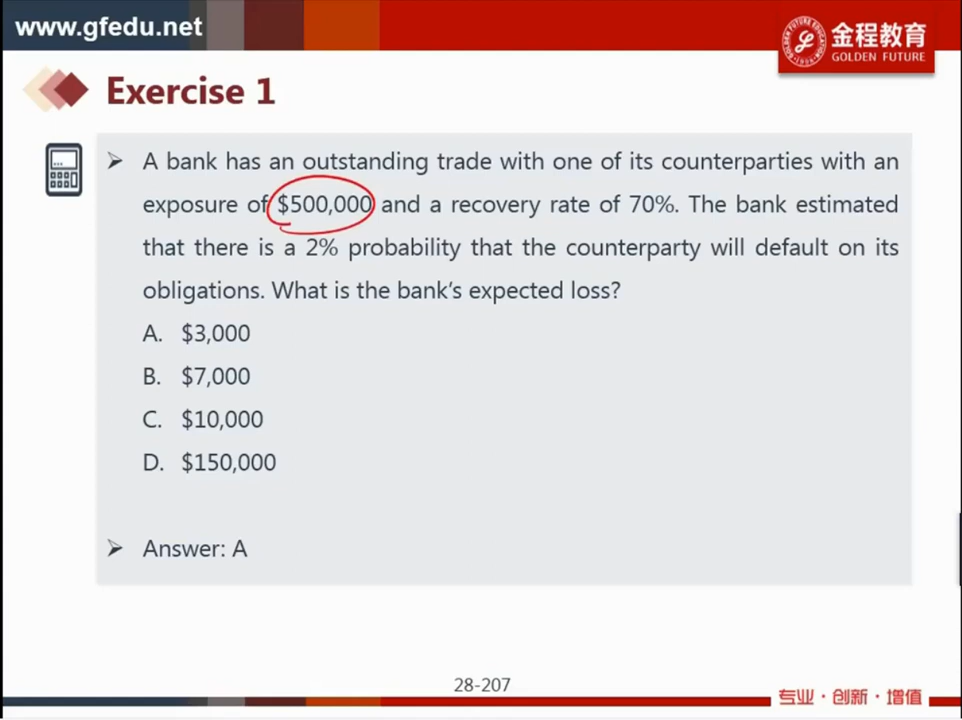 www.gfedu.net
金程教育
GOLDEN FUTURE
Exercise 1
➢ A bank has an outstanding trade with one of its counterparties with an
exposure of $500,000 and a recovery rate of 70%. The bank estimated
that there is a 2% probability that the counterparty will default on its
obligations. What is the bank’s expected loss?
A. $3,000
B. $7,000
C. $10,000
D. $150,000
➢ Answer: A
28-207
专业·创新·增值